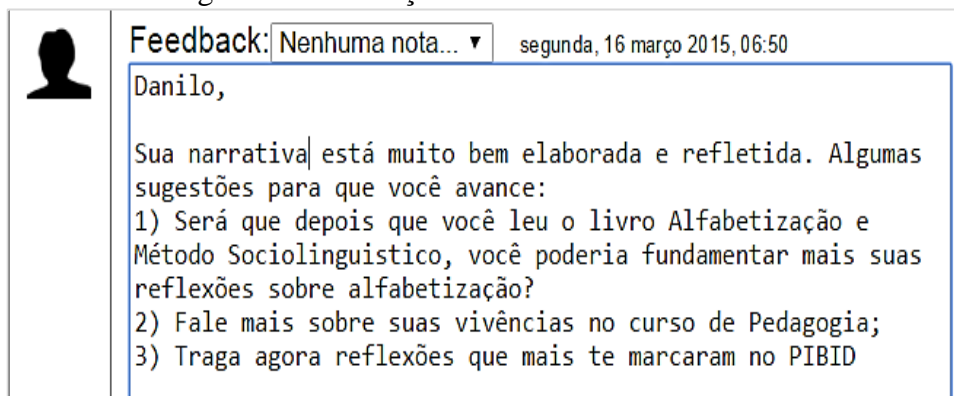 Feedback: Nenhuma nota... ▼ segunda, 16 março 2015, 06:50
Danilo,
Sua narrativa está muito bem elaborada e refletida. Algumas
sugestões para que você avance:
1) Será que depois que você leu o livro Alfabetização e
Método Sociolinguistico, você poderia fundamentar mais suas
reflexões sobre alfabetização?
2) Fale mais sobre suas vivências no curso de Pedagogia;
3) Traga agora reflexões que mais te marcaram no PIBID